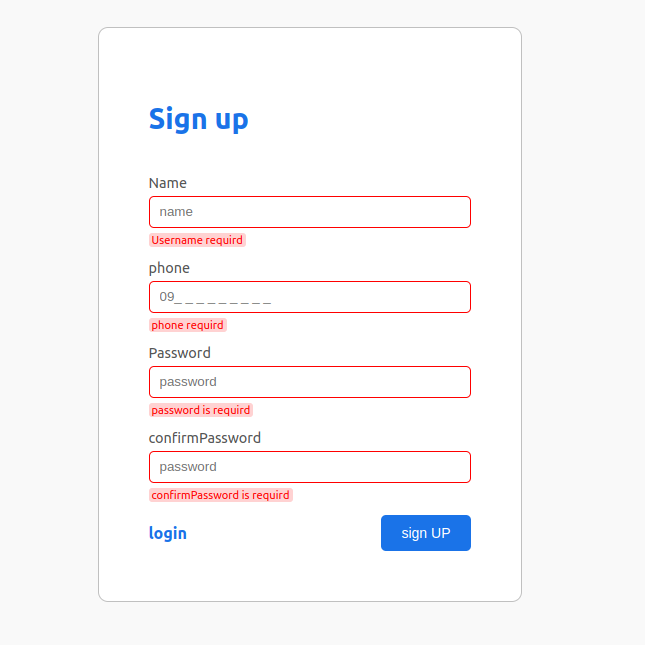 Sign up
Name
name
Username requird
phone
09_ _ _ _ _ _ _ _ _
phone requird
Password
password
password is requird
confirmPassword
password
confirmPassword is requird
login
sign UP